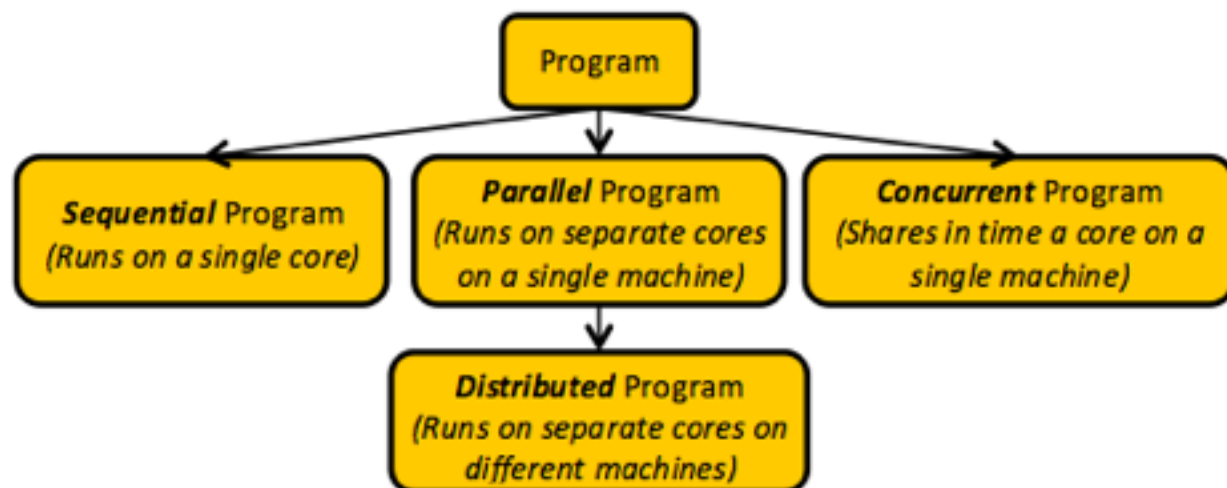 Program
Sequential Program
(Runs on a single core)
Parallel Program
(Runs on separate cores
on a single machine)
Concurrent Program
(Shares in time a core on a
single machine)
Distributed Program
(Runs on separate cores on
different machines)